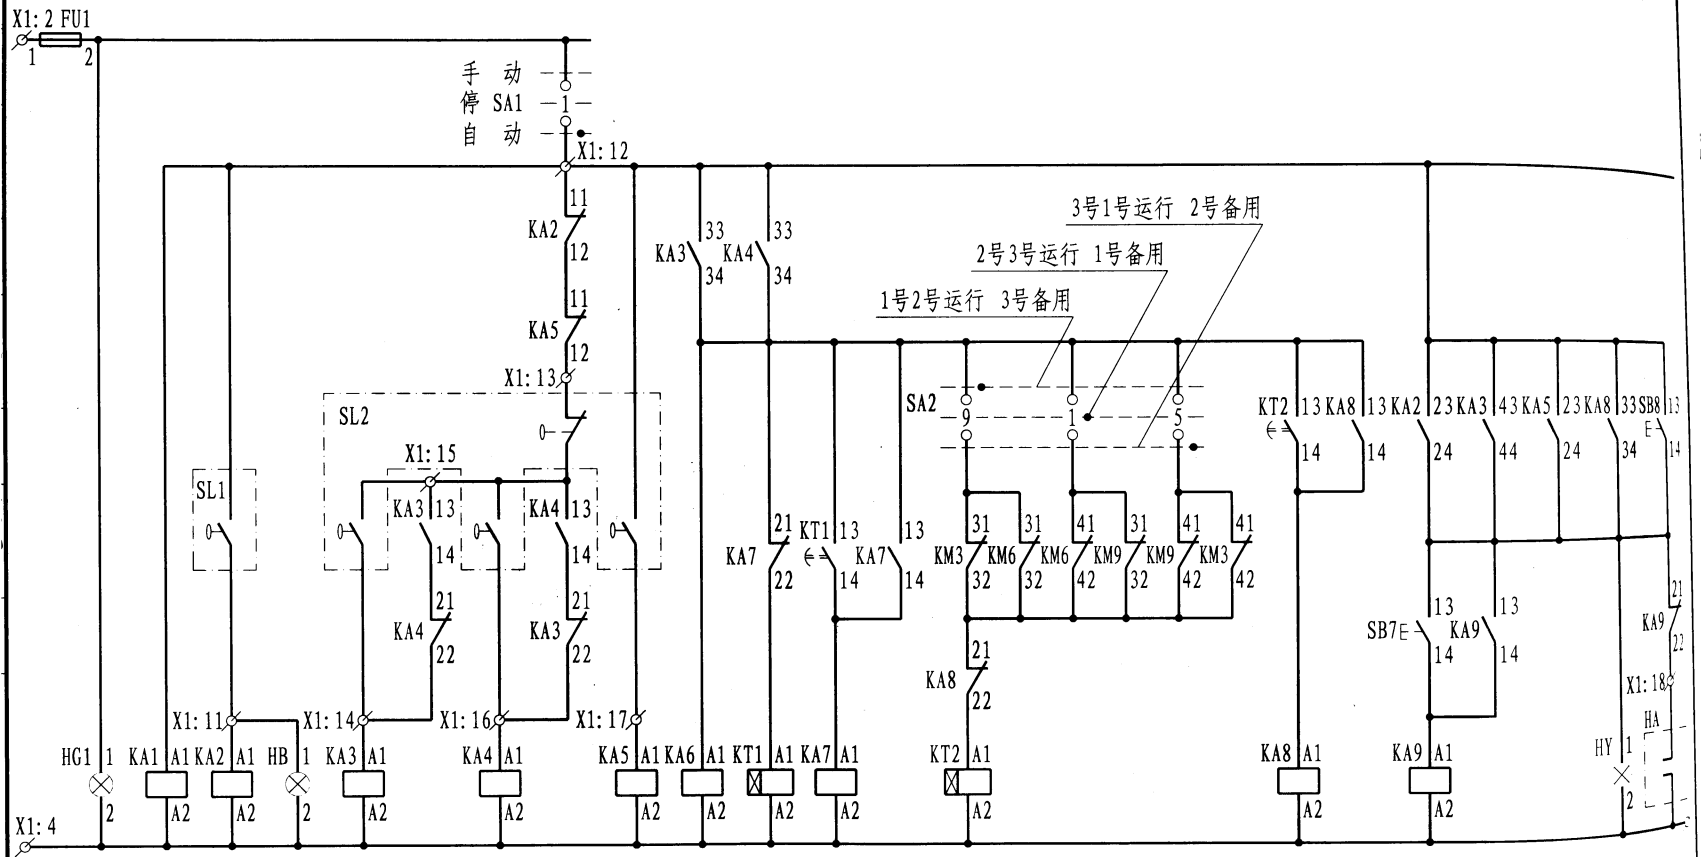 X1: 2 FU1
1 2
手 动
停 SA1 1
自 动
X1: 12
11
KA2
12
11
KA5
12
X1: 13
3号1号运行 2号备用
2号3号运行 1号备用
1号2号运行 3号备用
33 33
KA3 KA4
34 34
SL2
SA2 9 1 5
KT2 13 KA8 13 KA2 23 KA3 43 KA5 23 KA8 33 SB8 13
14 14 24 44 24 34 14
X1: 15
SL1
KA3 13 KA4 13
14 14
21 KT1 13 13 31 31 41 31 41 41
KA7 KA7 KM3 KM6 KM6 KM9 KM9 KM3
22 14 14 32 32 42 32 42 42
21 21
KA4 KA3
22 22
13 13 21
SB7 KA9 KA9
14 14 22
21
KA8
22
X1: 18
X1: 11 X1: 14 X1: 16 X1: 17
HA
HG1 1 KA1 A1 KA2 A1 HB 1 KA3 A1 KA4 A1 KA5 A1 KA6 A1 KT1 A1 KA7 A1 KT2 A1 KA8 A1 KA9 A1 HY 1
2 A2 A2 2 A2 A2 A2 A2 A2 A2 A2 A2 A2 2
X1: 4